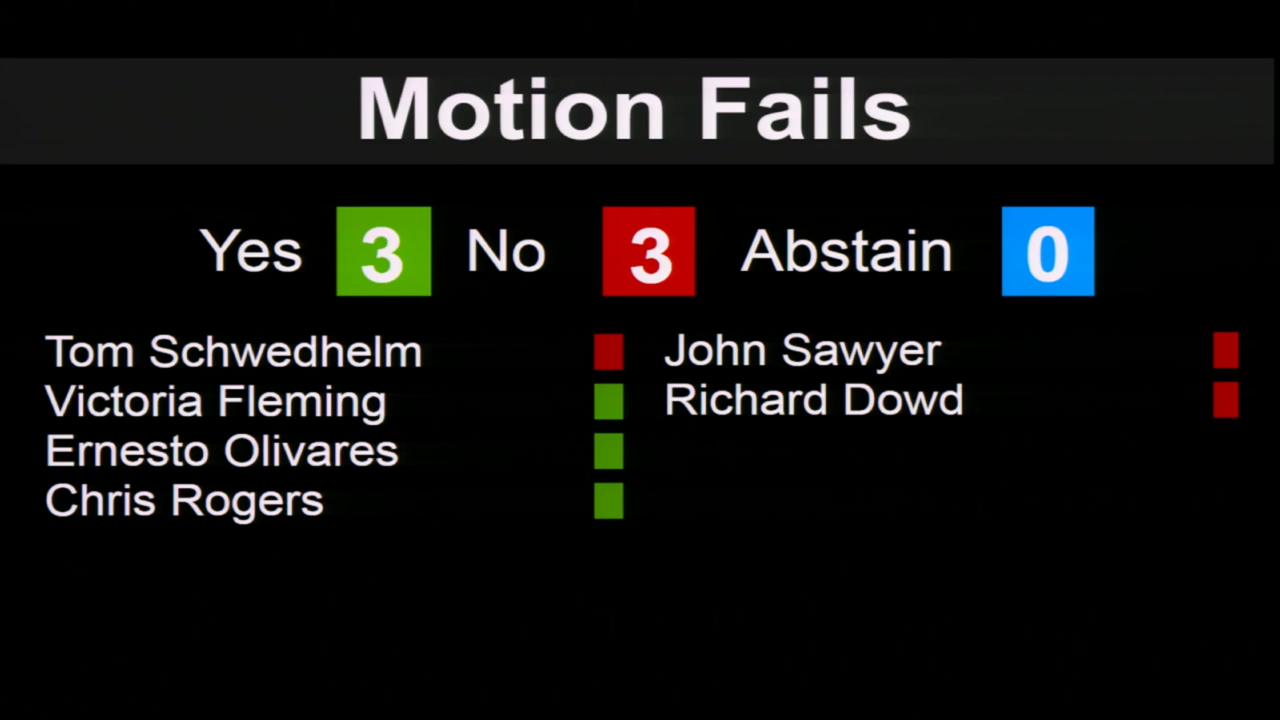 Motion Fails
Yes 3 No 3 Abstain 0
Tom Schwedhelm
Victoria Fleming
Ernesto Olivares
Chris Rogers
John Sawyer
Richard Dowd